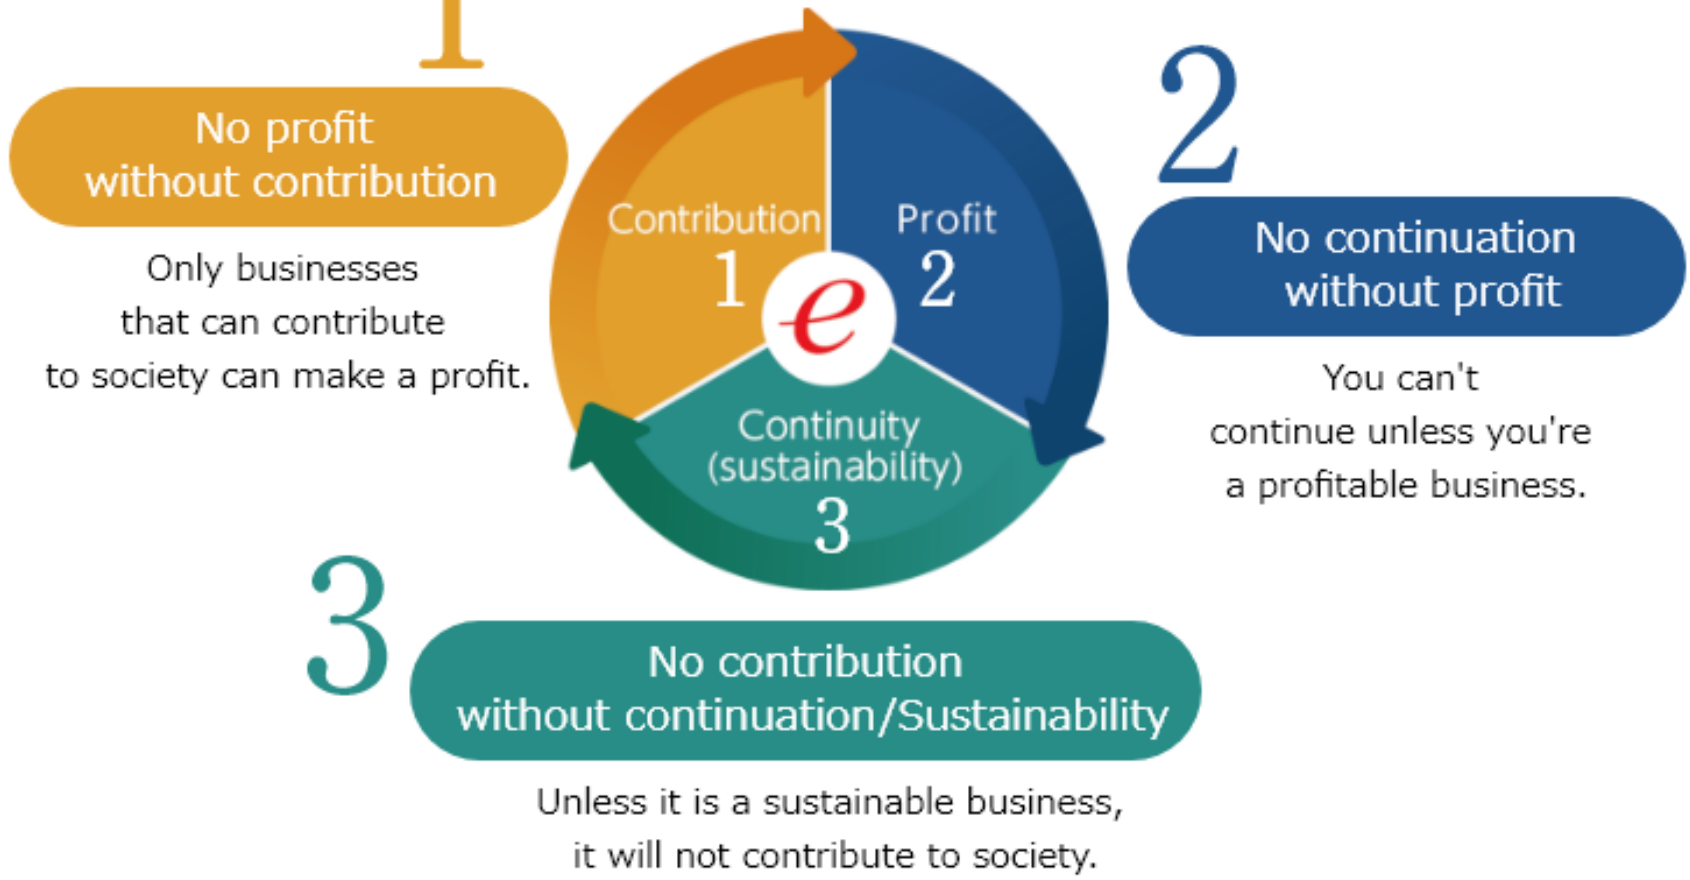 1
No profit
without contribution
Only businesses
that can contribute
to society can make a profit.
Contribution
1
Profit
2
e
Continuity
(sustainability)
3
2
No continuation
without profit
You can't
continue unless you're
a profitable business.
3
No contribution
without continuation/Sustainability
Unless it is a sustainable business,
it will not contribute to society.